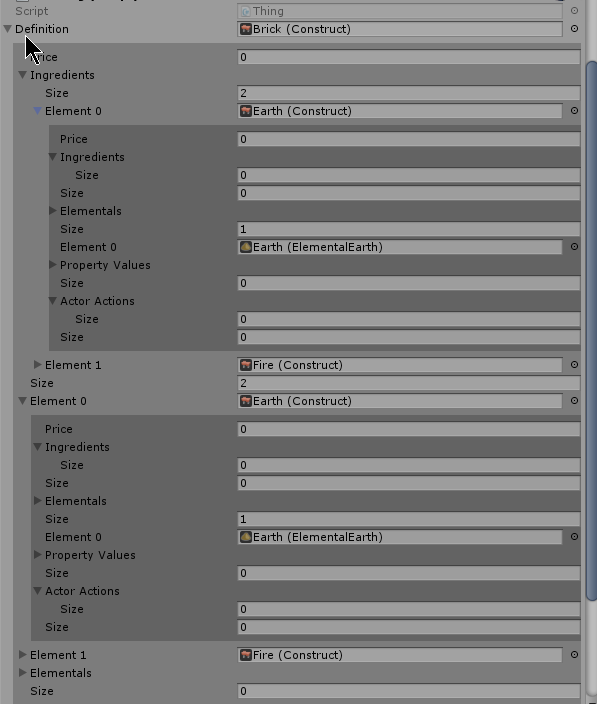 Script Thing
Definition Brick (Construct)
rice 0
Ingredients
Size 2
Element 0 Earth (Construct)
Price 0
Ingredients
Size 0
Size 0
Elementals
Size 1
Element 0 Earth (ElementalEarth)
Property Values
Size 0
Actor Actions
Size 0
Size 0
Element 1 Fire (Construct)
Size 2
Element 0 Earth (Construct)
Price 0
Ingredients
Size 0
Size 0
Elementals
Size 1
Element 0 Earth (ElementalEarth)
Property Values
Size 0
Actor Actions
Size 0
Size 0
Element 1 Fire (Construct)
Elementals
Size 0